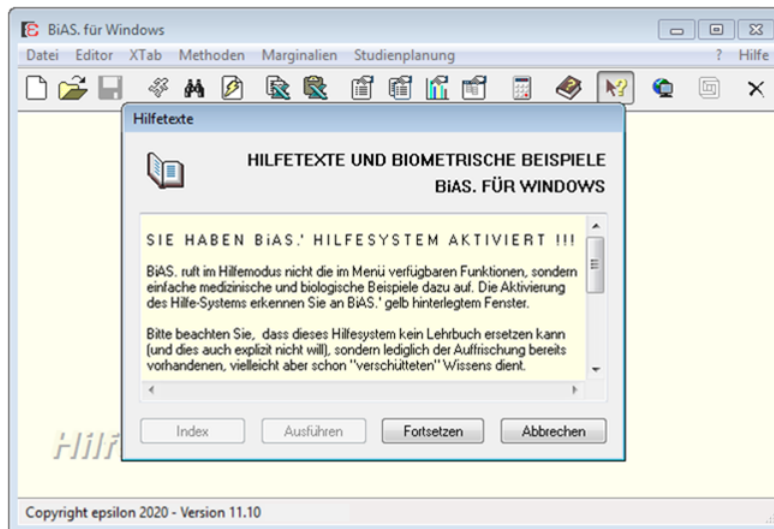 BiAS. für Windows
Datei Editor XTab Methoden Marginalien Studienplanung ? Hilfe
Hilfetexte
HILFETEXTE UND BIOMETRISCHE BEISPIELE
BiAS. FÜR WINDOWS
SIE HABEN BiAS.' HILFESYSTEM AKTIVIERT !!!
BiAS. ruft im Hilfemodus nicht die im Menü verfügbaren Funktionen, sondern
einfache medizinische und biologische Beispiele dazu auf. Die Aktivierung
des Hilfe-Systems erkennen Sie an BiAS.' gelb hinterlegtem Fenster.
Bitte beachten Sie, dass dieses Hilfesystem kein Lehrbuch ersetzen kann
(und dies auch explizit nicht will), sondern lediglich der Auffrischung bereits
vorhandenen, vielleicht aber schon "verschütteten" Wissens dient.
Index Ausführen Fortsetzen Abbrechen
Copyright epsilon 2020 - Version 11.10